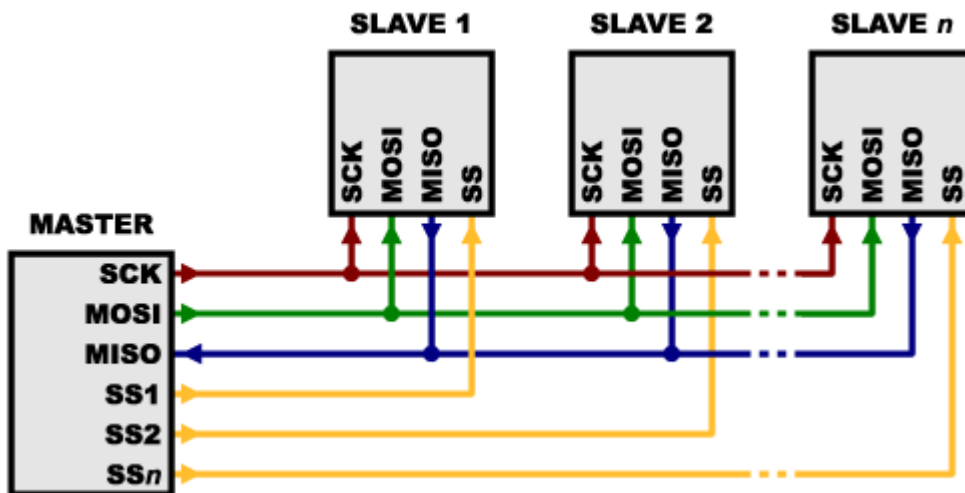 SLAVE 1 SLAVE 2 SLAVE n
SCK MOSI MISO SS SCK MOSI MISO SS SCK MOSI MISO SS
MASTER
SCK
MOSI
MISO
SS1
SS2
SSn